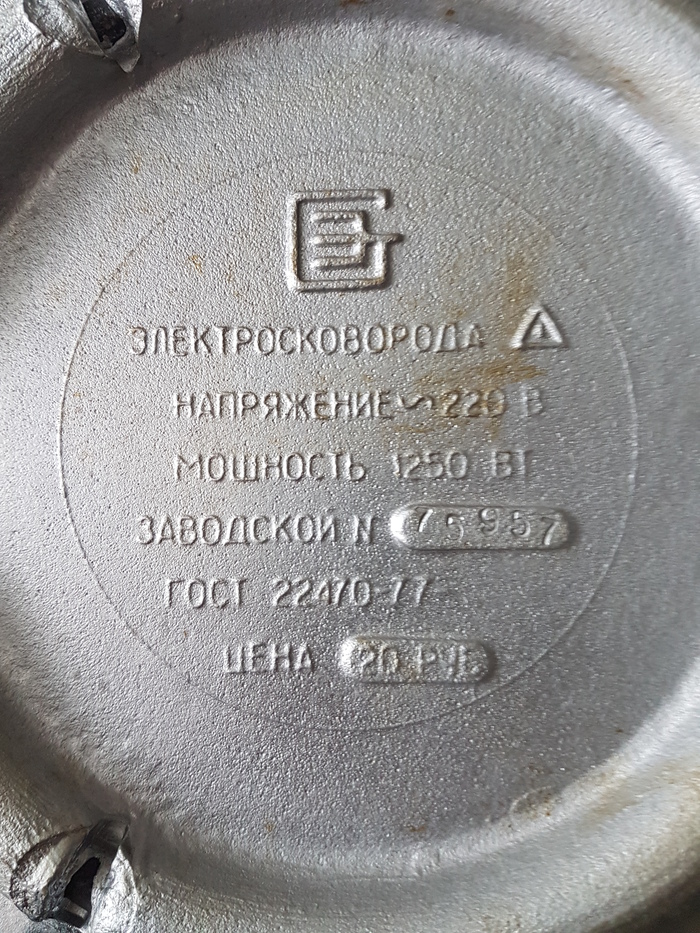 ЭЛЕКТРОСКОВОРОДА
НАПРЯЖЕНИЕ ~ 220 В
МОЩНОСТЬ 1250 ВТ
ЗАВОДСКОЙ N 75957
ГОСТ 22470-77
ЦЕНА 20 РУБ